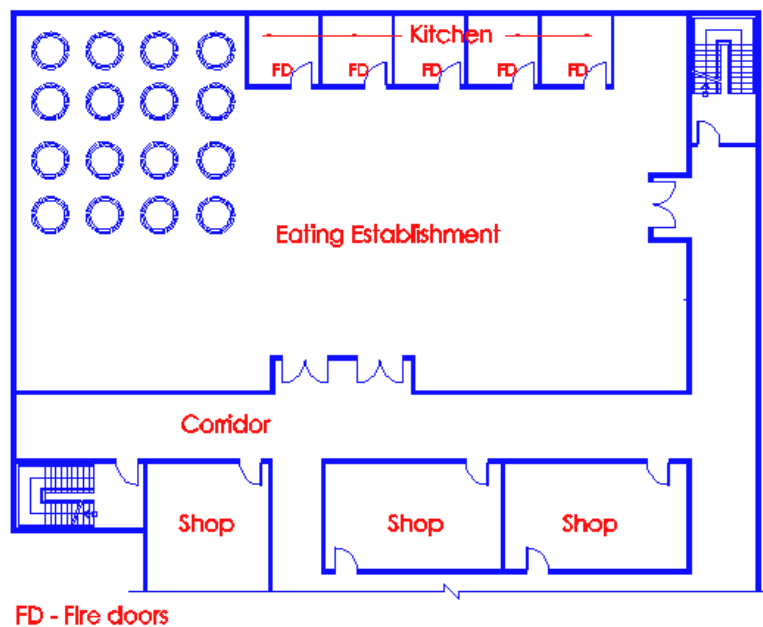 Kitchen
FD FD FD FD FD
Eating Establishment
Corridor
Shop Shop Shop
FD - Fire doors